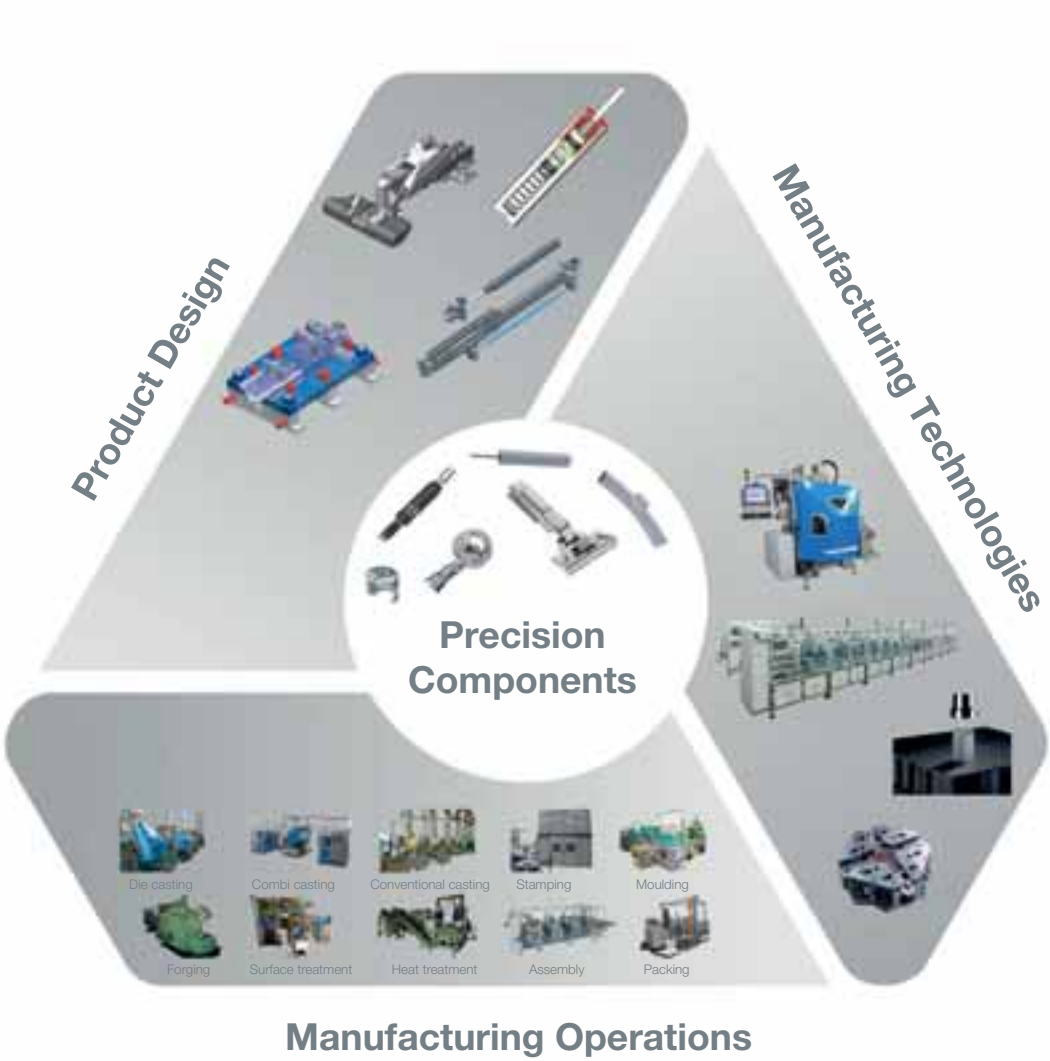 Product Design
Manufacturing Technologies
Precision
Components
Die casting
Combi casting
Conventional casting
Stamping
Moulding
Forging
Surface treatment
Heat treatment
Assembly
Packing
Manufacturing Operations